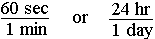 60 sec or 24 hr
1 min 1 day